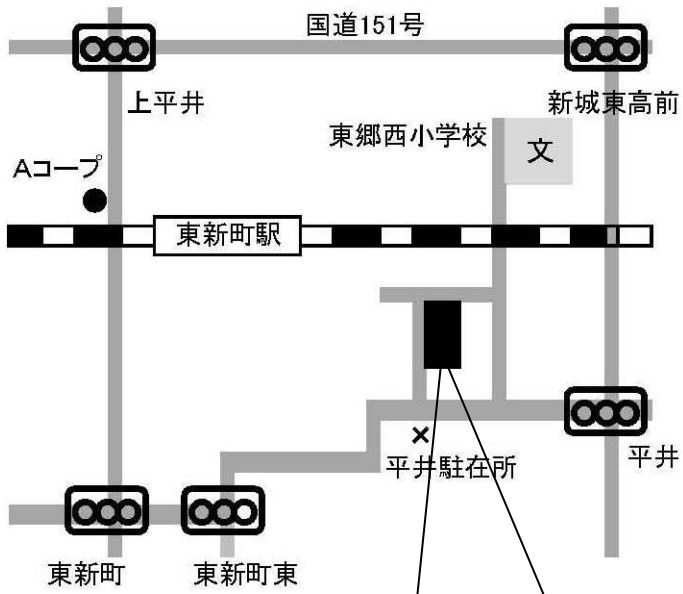 国道151号
上平井
新城東高前
東郷西小学校
文
Aコープ
東新町駅
平井
平井駐在所
東新町
東新町東